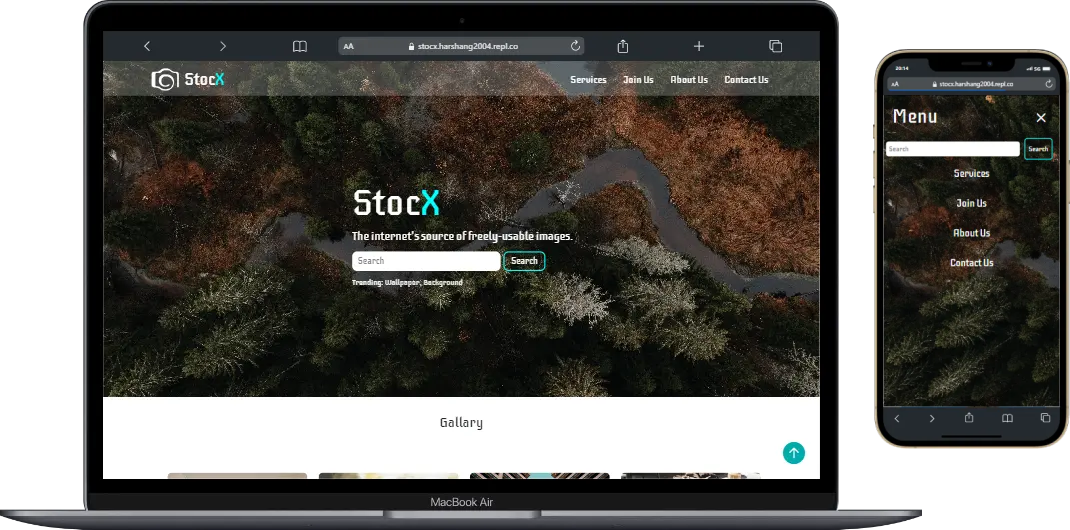 AA stocx.harshang2004.repl.co
StocX
Services Join Us About Us Contact Us
StocX
The internet's source of freely-usable images.
Search Search
Trending: Wallpaper, Background
Gallary
MacBook Air
20:14 5G
AA stocx.harshang2004.repl.co
Menu
Search Search
Services
Join Us
About Us
Contact Us